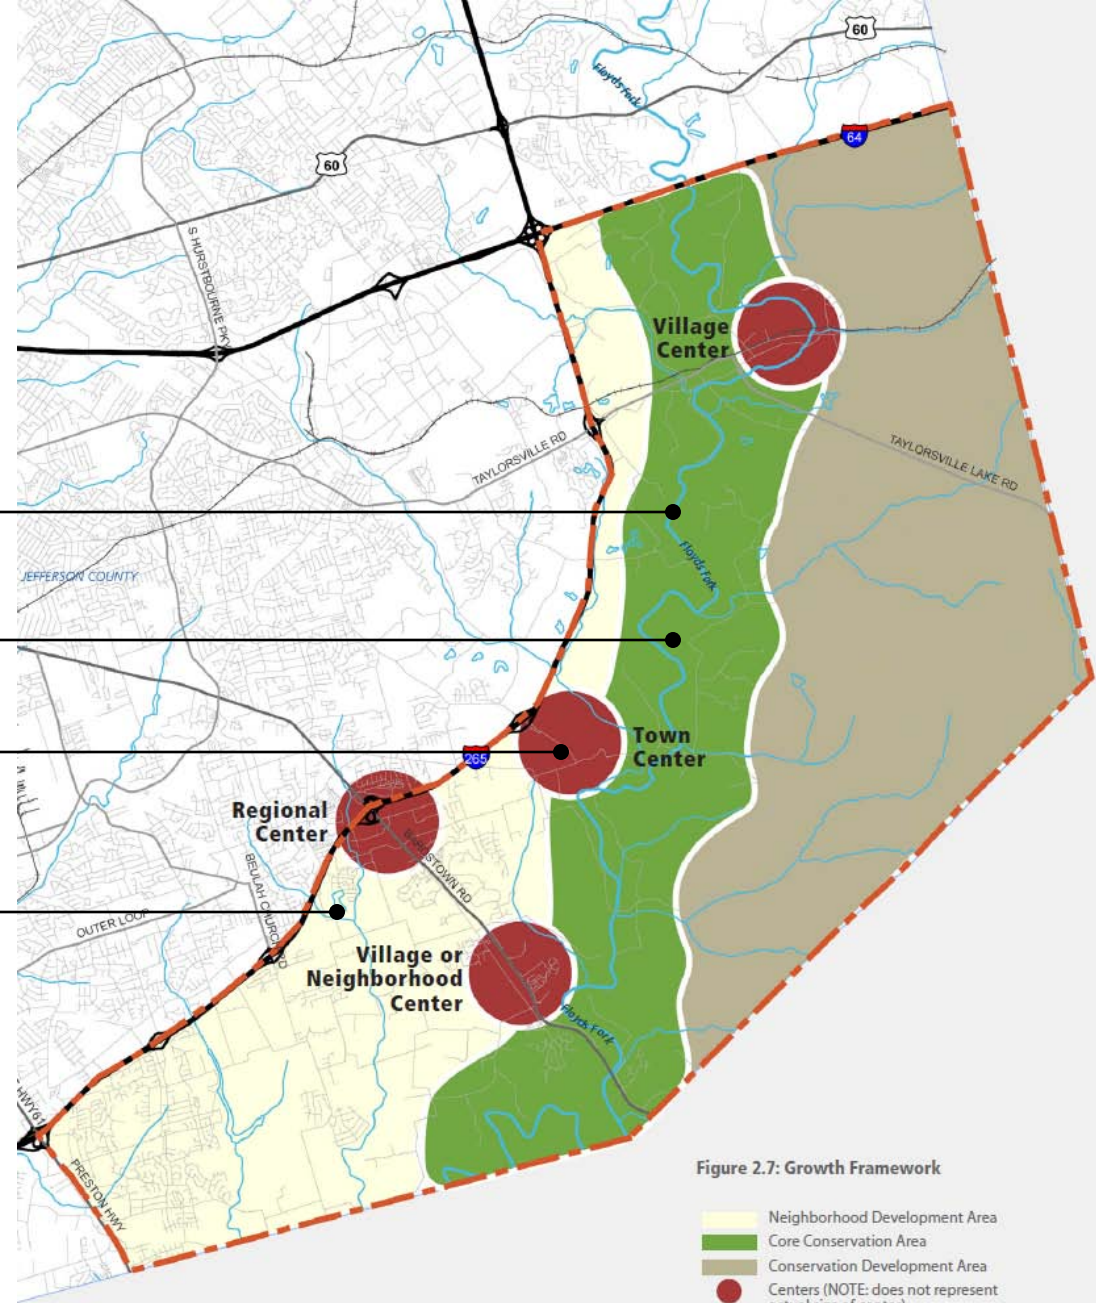 60
Floyds Fork
64
60
S HURSTBOURNE PKY
Village
Center
TAYLORSVILLE RD
TAYLORSVILLE LAKE RD
Floyds Fork
JEFFERSON COUNTY
Town
Center
265
Regional
Center
BARDSTOWN RD
BEULAH CHURCH RD
OUTER LOOP
Village or
Neighborhood
Center
Floyds Fork
PRESTON HWY
Figure 2.7: Growth Framework
Neighborhood Development Area
Core Conservation Area
Conservation Development Area
Centers (NOTE: does not represent